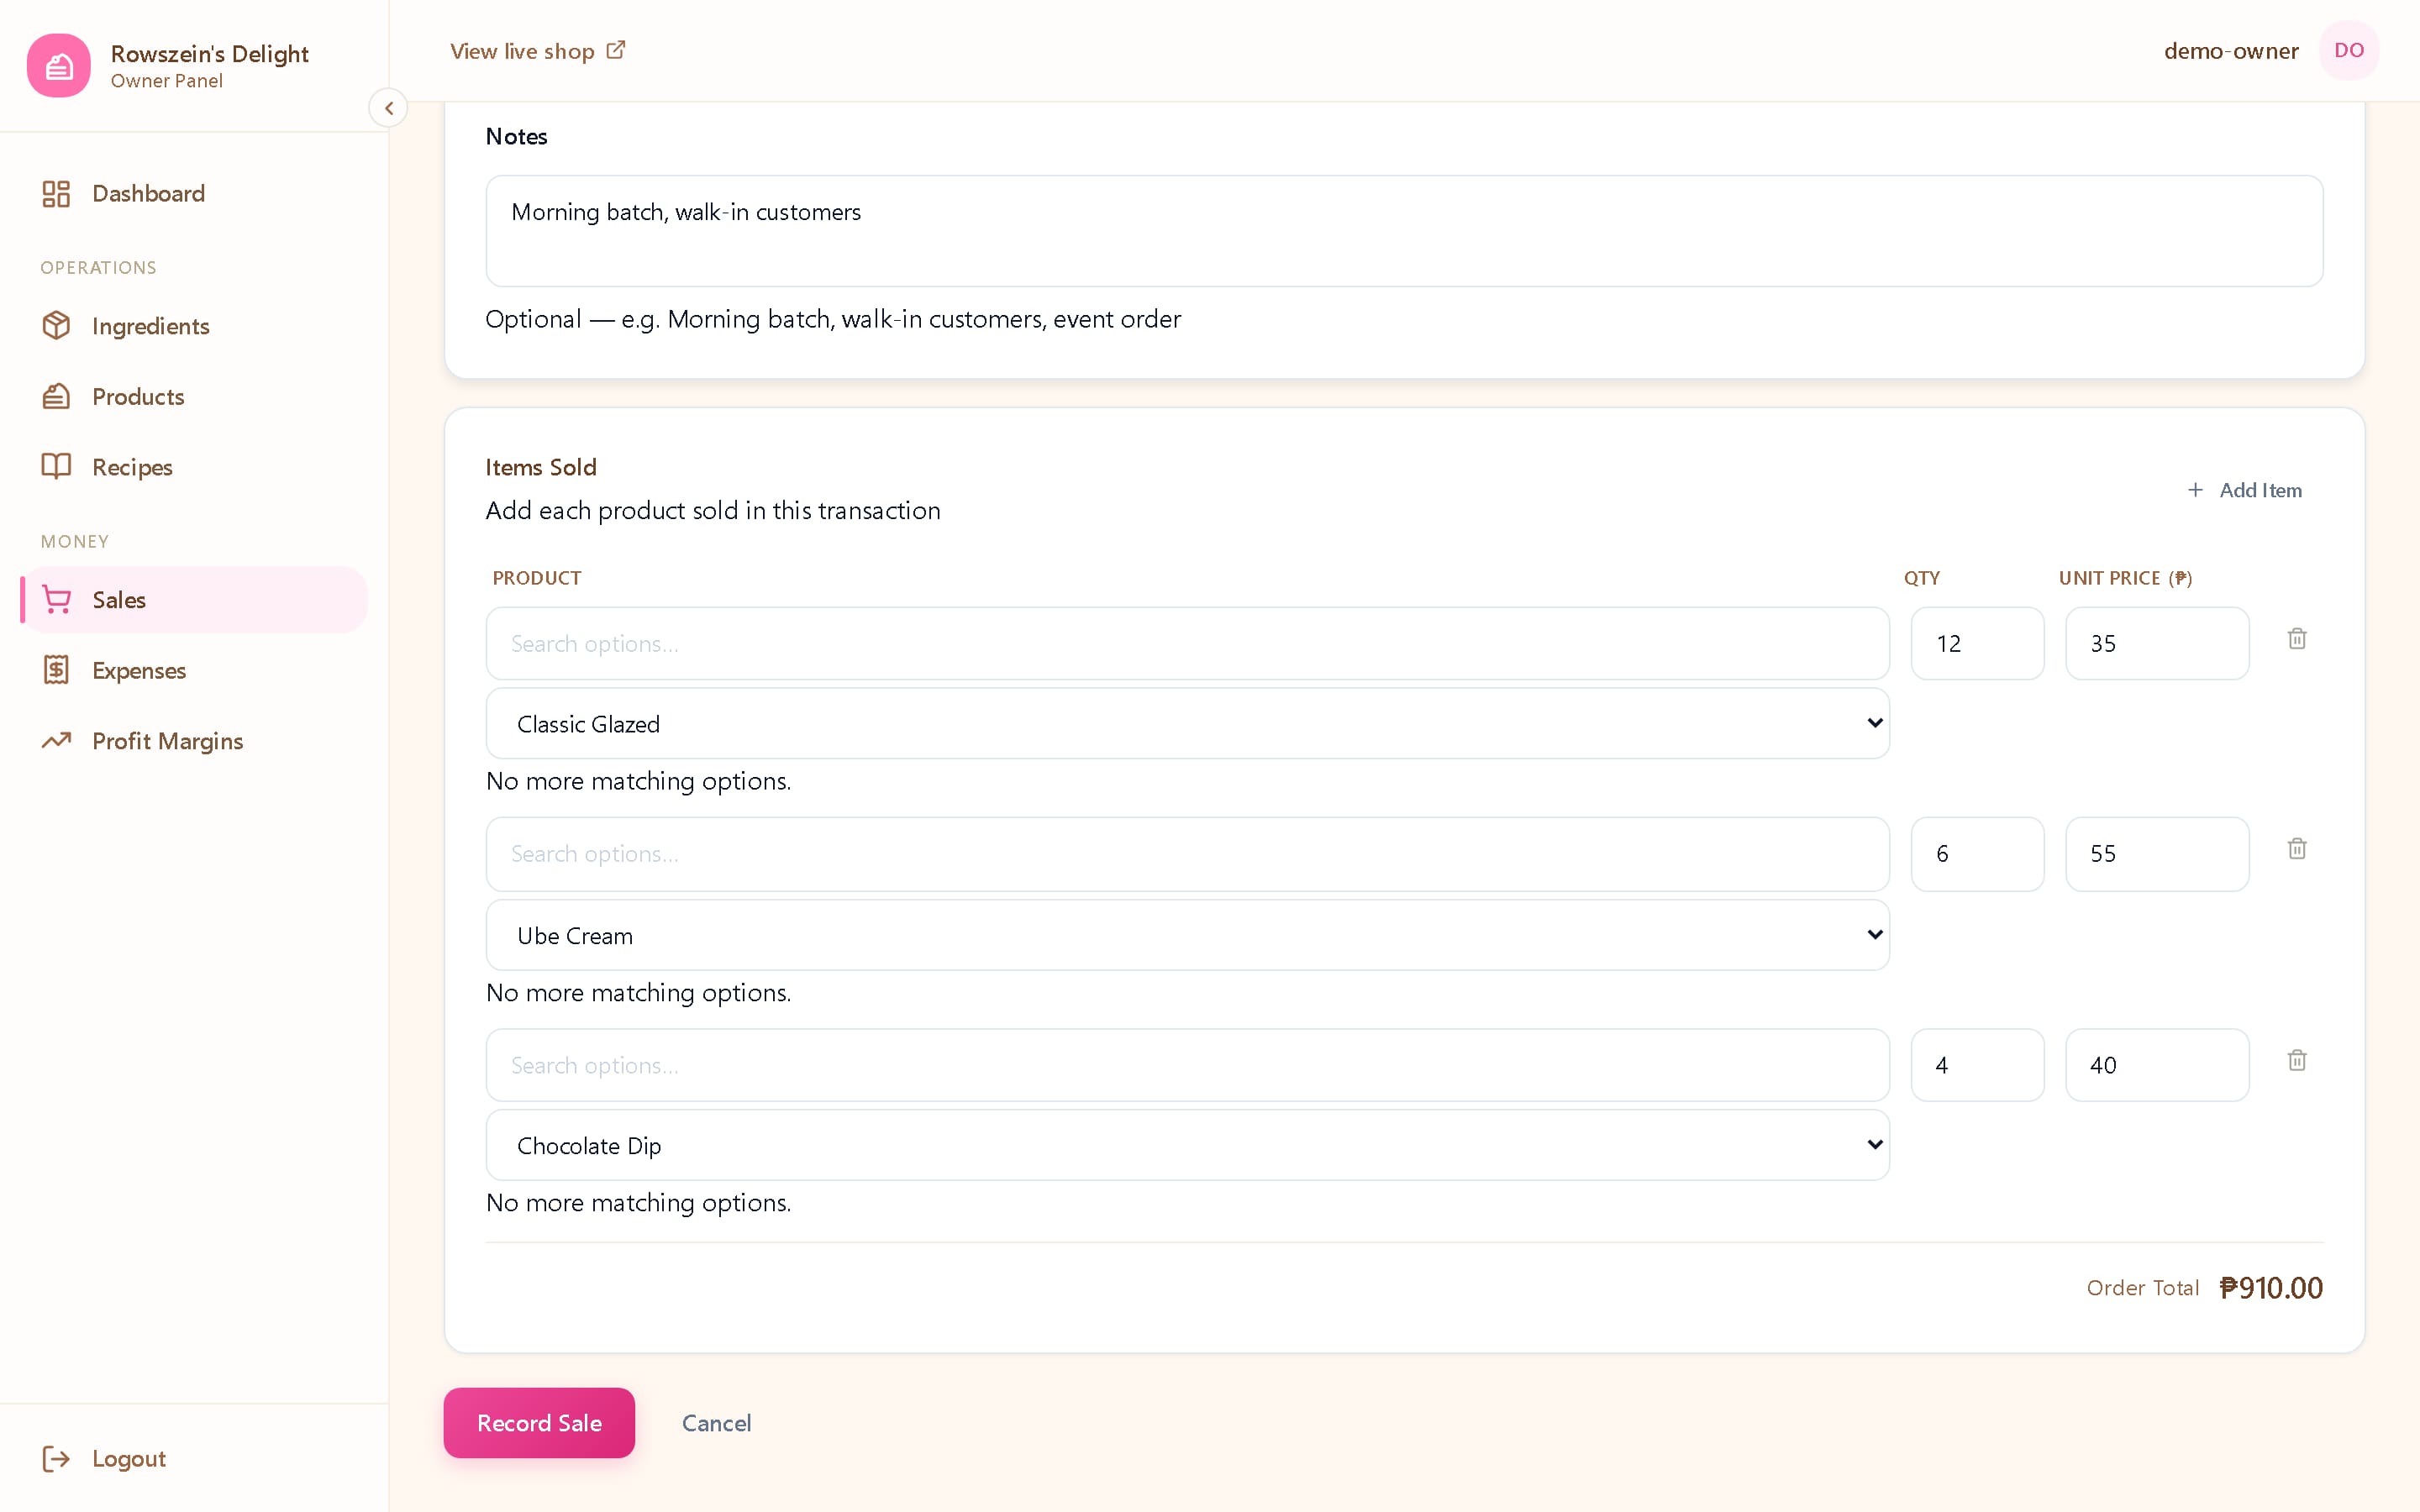 Rowszein's Delight
Owner Panel
View live shop
demo-owner
DO
Dashboard
OPERATIONS
Ingredients
Products
Recipes
MONEY
Sales
Expenses
Profit Margins
Logout
Notes
Morning batch, walk-in customers
Optional — e.g. Morning batch, walk-in customers, event order
Items Sold
Add each product sold in this transaction
+ Add Item
PRODUCT QTY UNIT PRICE (₱)
Search options... 12 35
Classic Glazed
No more matching options.
Search options... 6 55
Ube Cream
No more matching options.
Search options... 4 40
Chocolate Dip
No more matching options.
Order Total ₱910.00
Record Sale Cancel